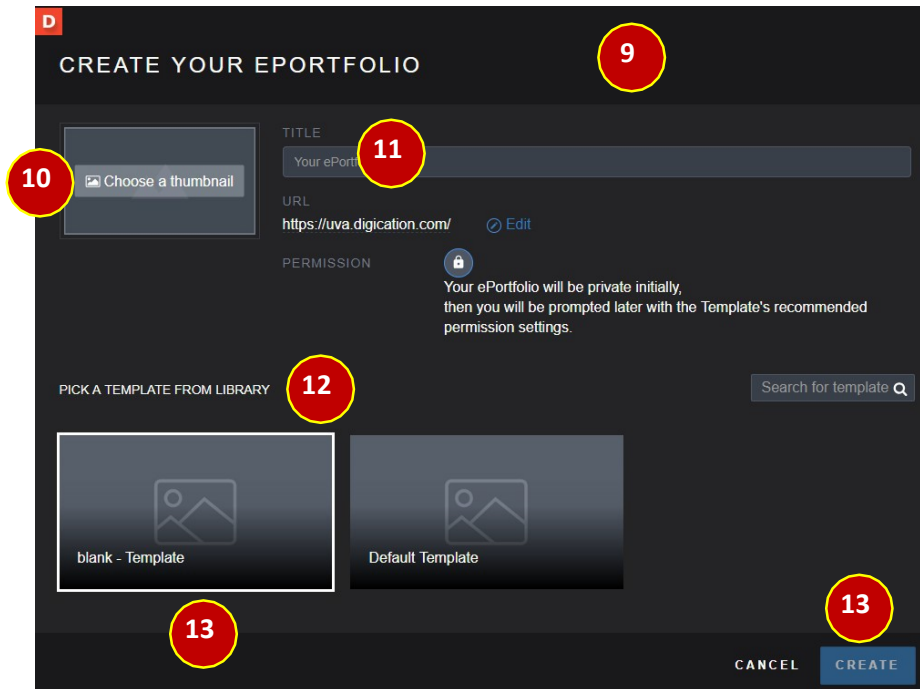 D
CREATE YOUR EPORTFOLIO
9
TITLE
11
Your ePortf
10
Choose a thumbnail
URL
https://uva.digication.com/ Edit
PERMISSION
Your ePortfolio will be private initially,
then you will be prompted later with the Template's recommended
permission settings.
PICK A TEMPLATE FROM LIBRARY
12
Search for template
blank - Template
Default Template
13
13
CANCEL
CREATE